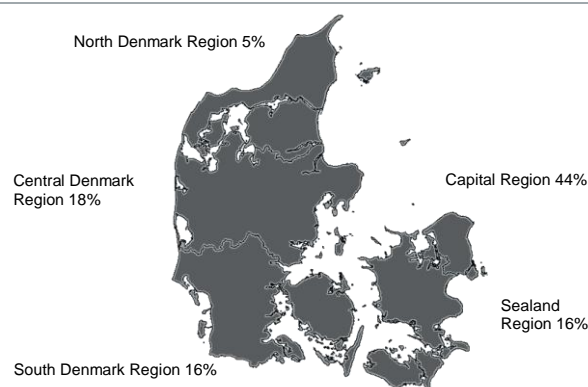 North Denmark Region 5%
Central Denmark
Region 18%
Capital Region 44%
Sealand
Region 16%
South Denmark Region 16%